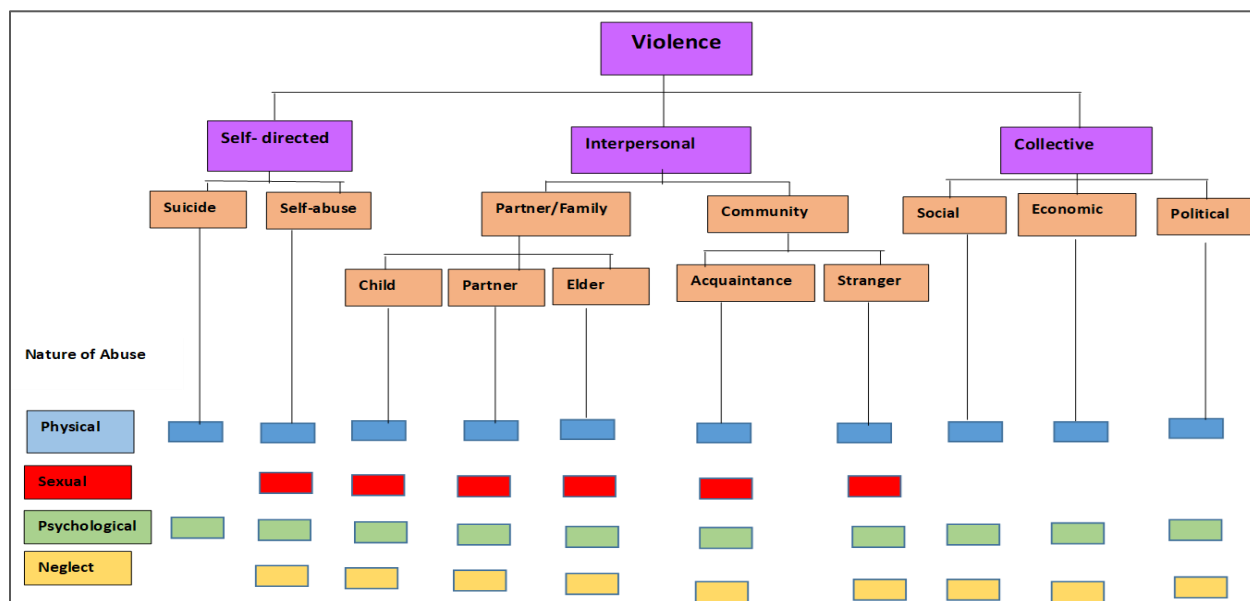 Violence
Self- directed
Interpersonal
Collective
Suicide
Self-abuse
Partner/Family
Community
Social
Economic
Political
Child
Partner
Elder
Acquaintance
Stranger
Nature of Abuse
Physical
Sexual
Psychological
Neglect